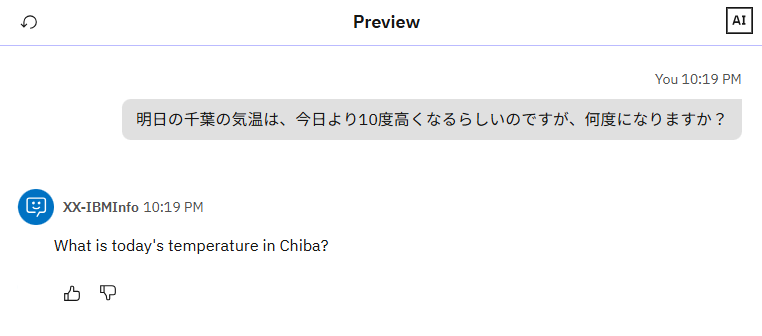 Preview
AI
You 10:19 PM
明日の千葉の気温は、今日より10度高くなるらしいのですが、何度になりますか？
XX-IBMInfo 10:19 PM
What is today's temperature in Chiba?